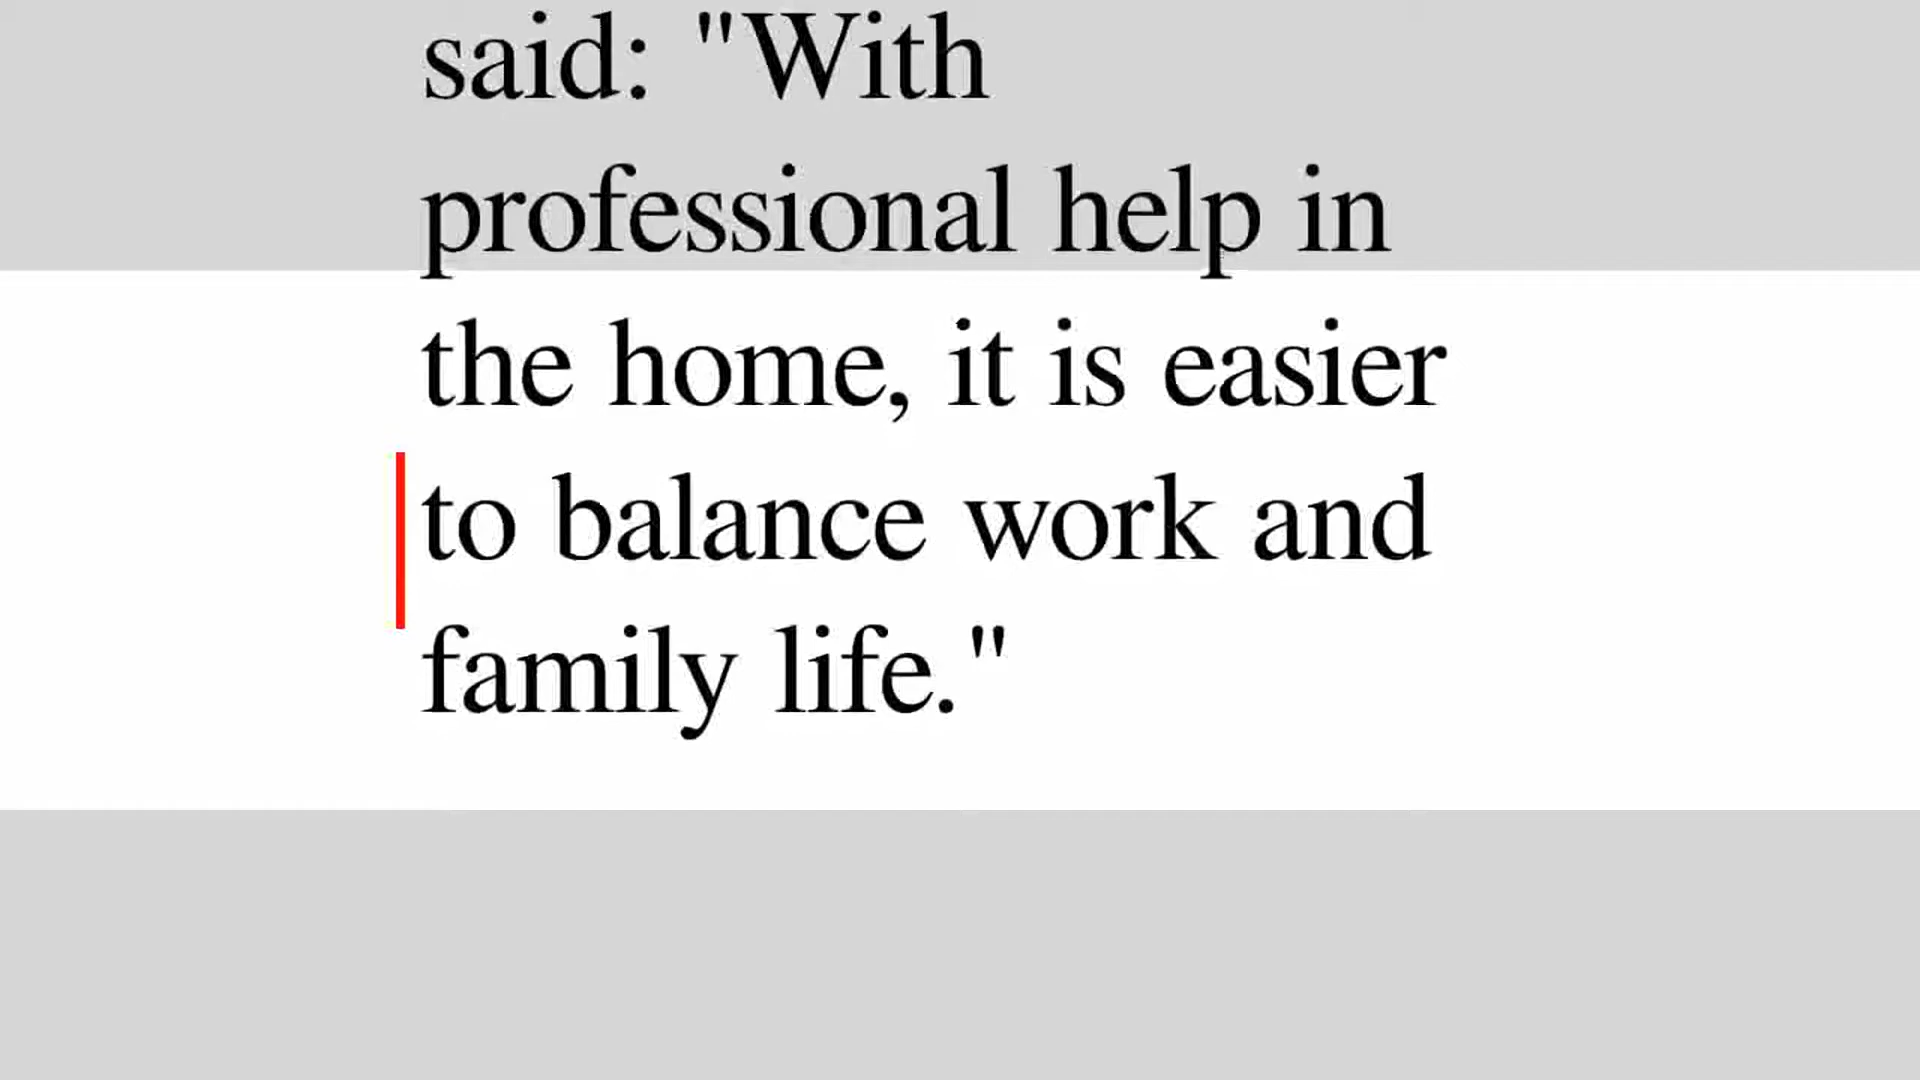 said: "With
professional help in
the home, it is easier
to balance work and
family life."